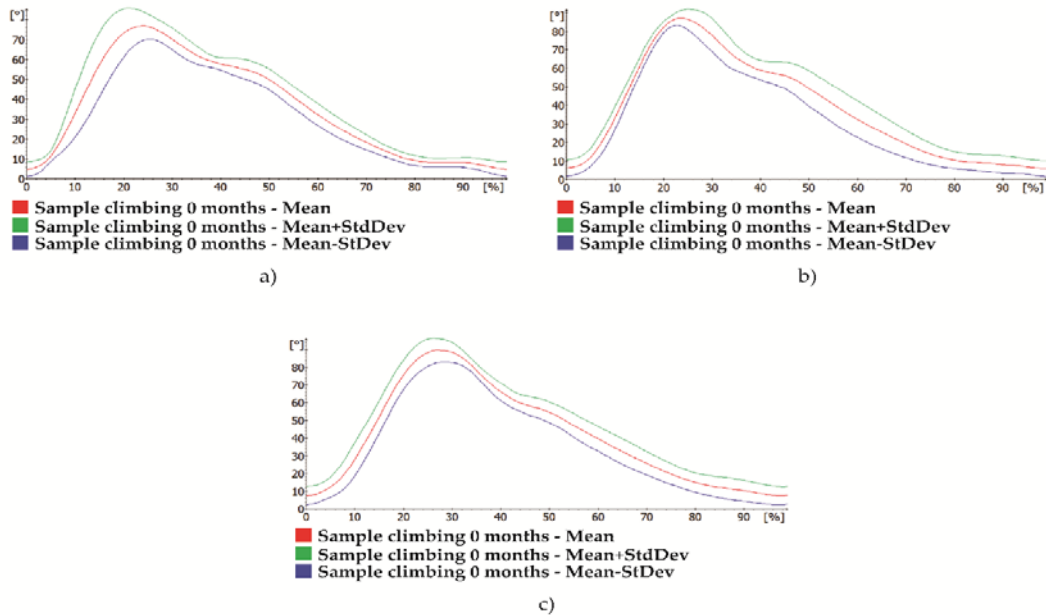 [°]
70
60
50
40
30
20
10
0
0 10 20 30 40 50 60 70 80 90 [%]
Sample climbing 0 months - Mean
Sample climbing 0 months - Mean+StdDev
Sample climbing 0 months - Mean-StDev
a)
[°]
80
70
60
50
40
30
20
10
0
0 10 20 30 40 50 60 70 80 90 [%]
Sample climbing 0 months - Mean
Sample climbing 0 months - Mean+StdDev
Sample climbing 0 months - Mean-StDev
b)
[°]
80
70
60
50
40
30
20
10
0
0 10 20 30 40 50 60 70 80 90 [%]
Sample climbing 0 months - Mean
Sample climbing 0 months - Mean+StdDev
Sample climbing 0 months - Mean-StDev
c)